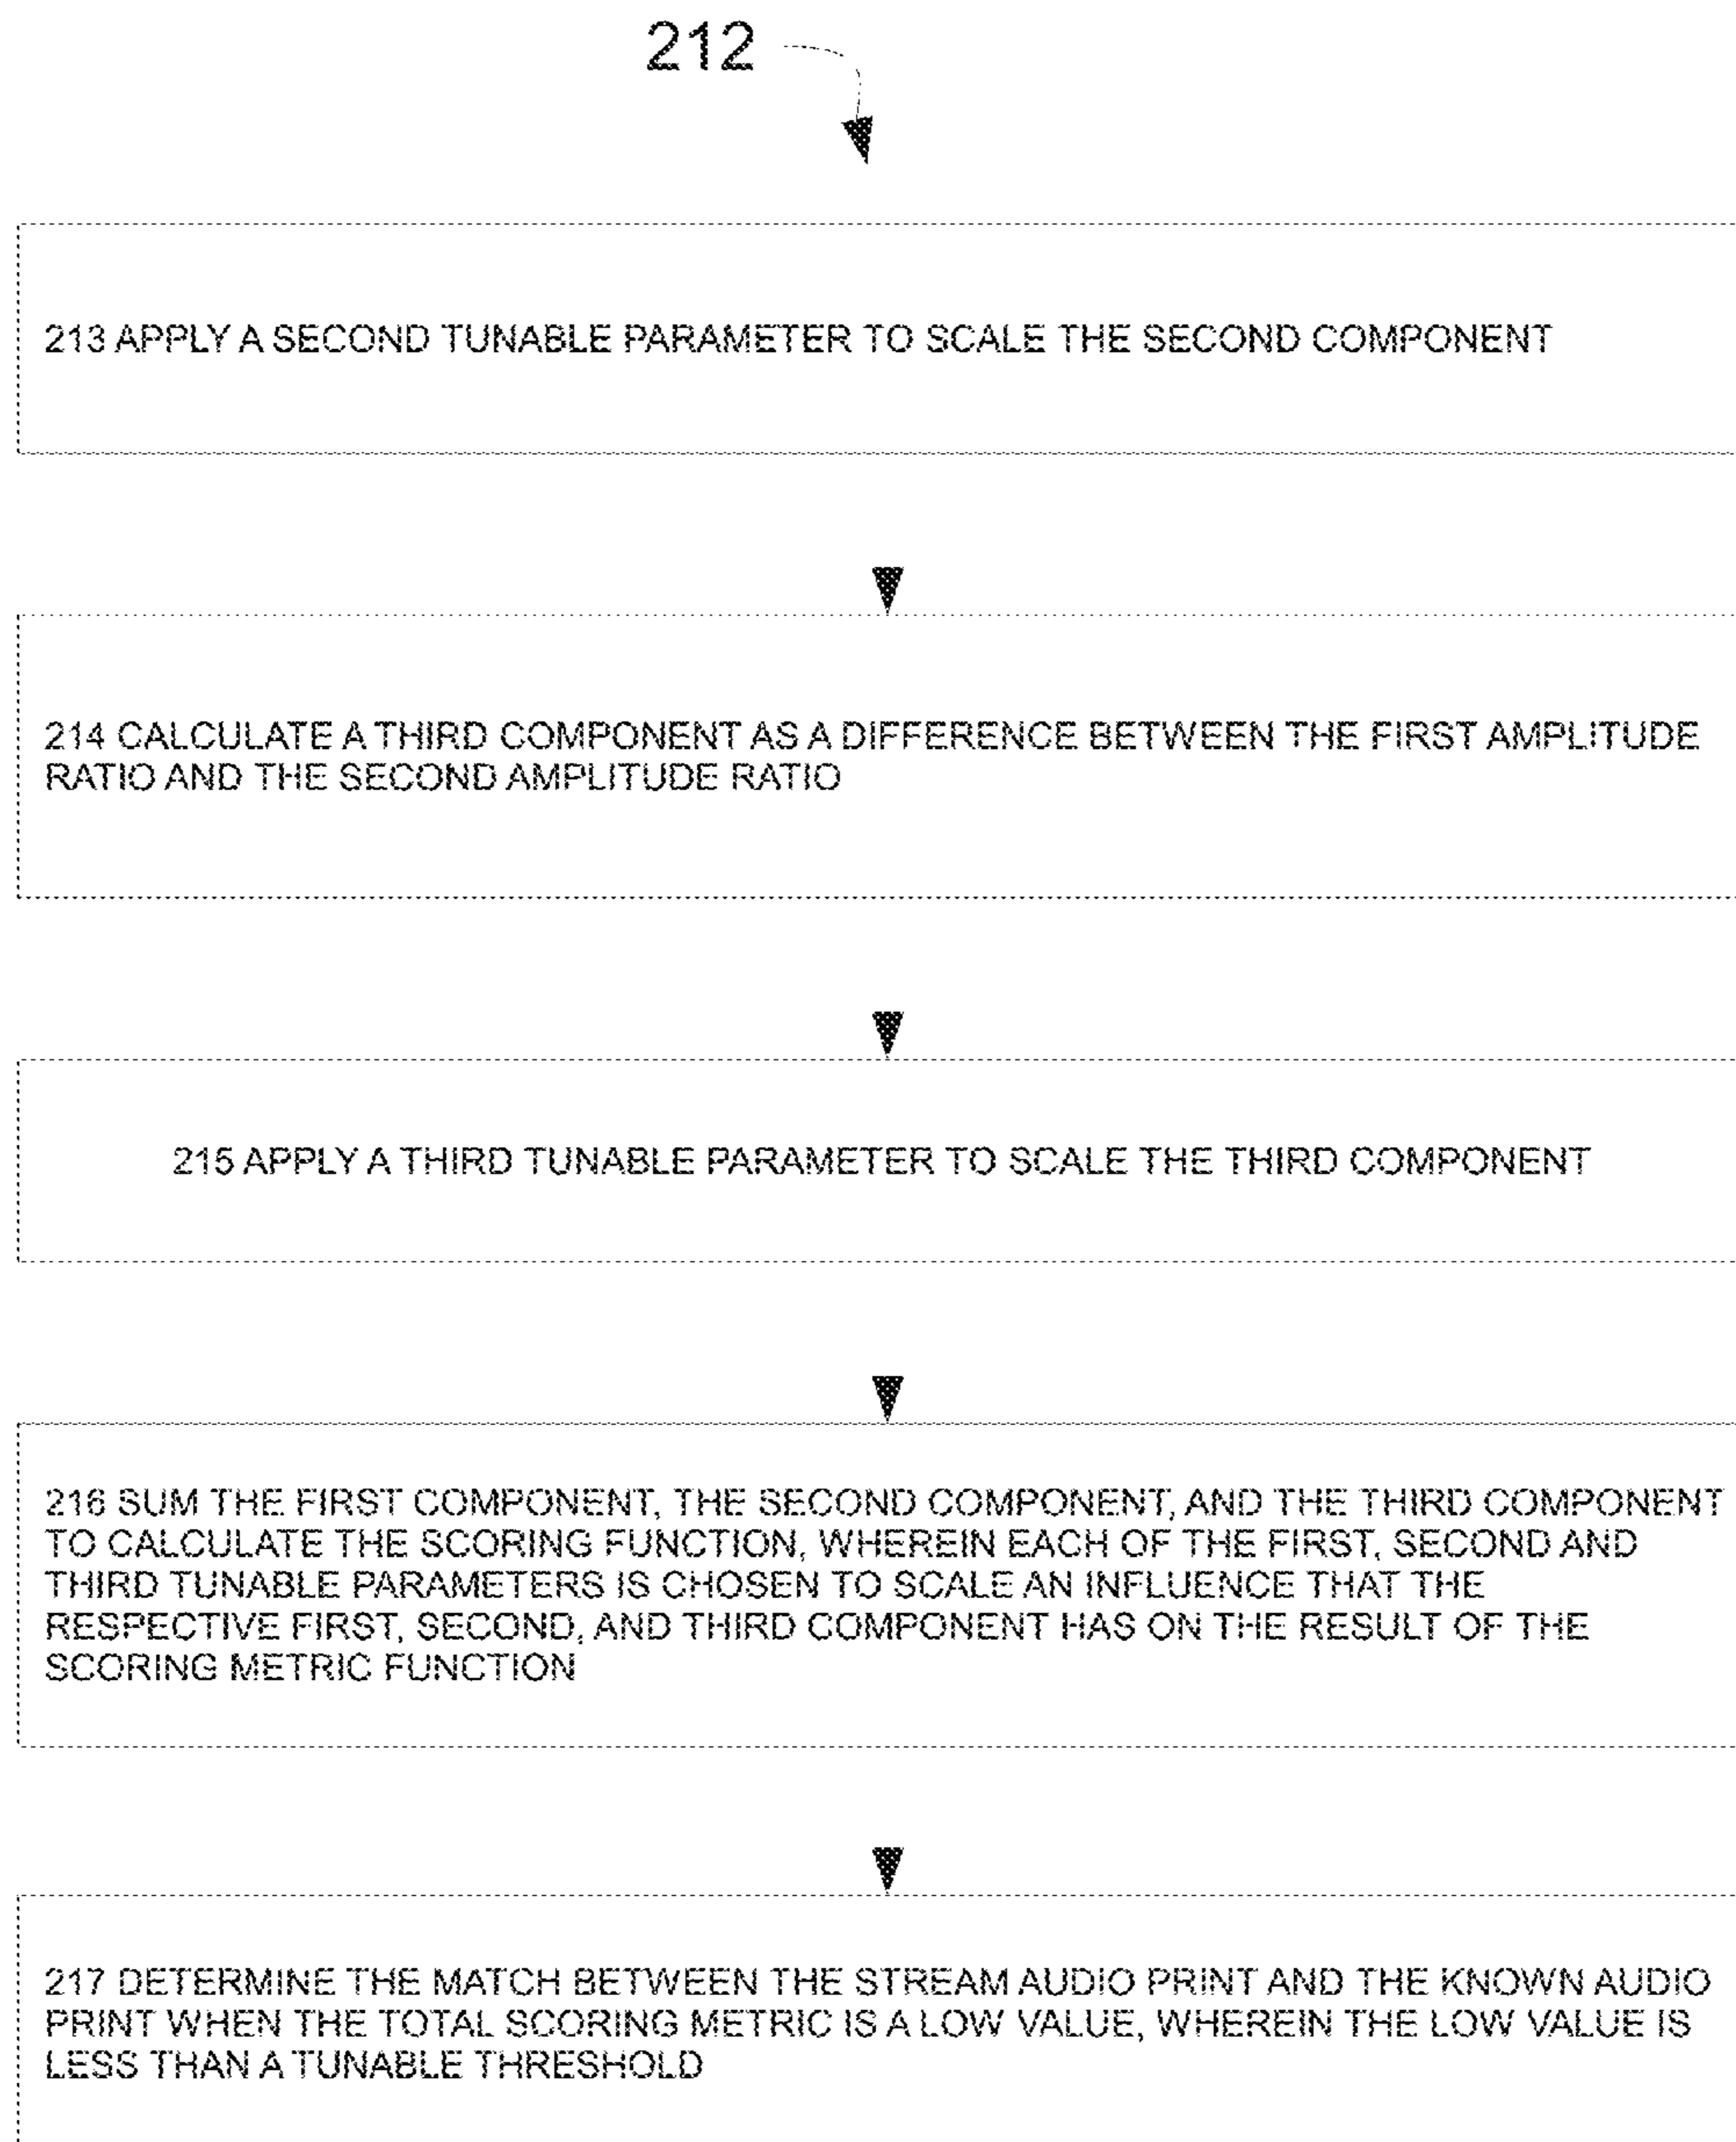 212
213 APPLY A SECOND TUNABLE PARAMETER TO SCALE THE SECOND COMPONENT
214 CALCULATE A THIRD COMPONENT AS A DIFFERENCE BETWEEN THE FIRST AMPLITUDE
RATIO AND THE SECOND AMPLITUDE RATIO
215 APPLY A THIRD TUNABLE PARAMETER TO SCALE THE THIRD COMPONENT
216 SUM THE FIRST COMPONENT, THE SECOND COMPONENT, AND THE THIRD COMPONENT
TO CALCULATE THE SCORING FUNCTION, WHEREIN EACH OF THE FIRST, SECOND AND
THIRD TUNABLE PARAMETERS IS CHOSEN TO SCALE AN INFLUENCE THAT THE
RESPECTIVE FIRST, SECOND, AND THIRD COMPONENT HAS ON THE RESULT OF THE
SCORING METRIC FUNCTION
217 DETERMINE THE MATCH BETWEEN THE STREAM AUDIO PRINT AND THE KNOWN AUDIO
PRINT WHEN THE TOTAL SCORING METRIC IS A LOW VALUE, WHEREIN THE LOW VALUE IS
LESS THAN A TUNABLE THRESHOLD